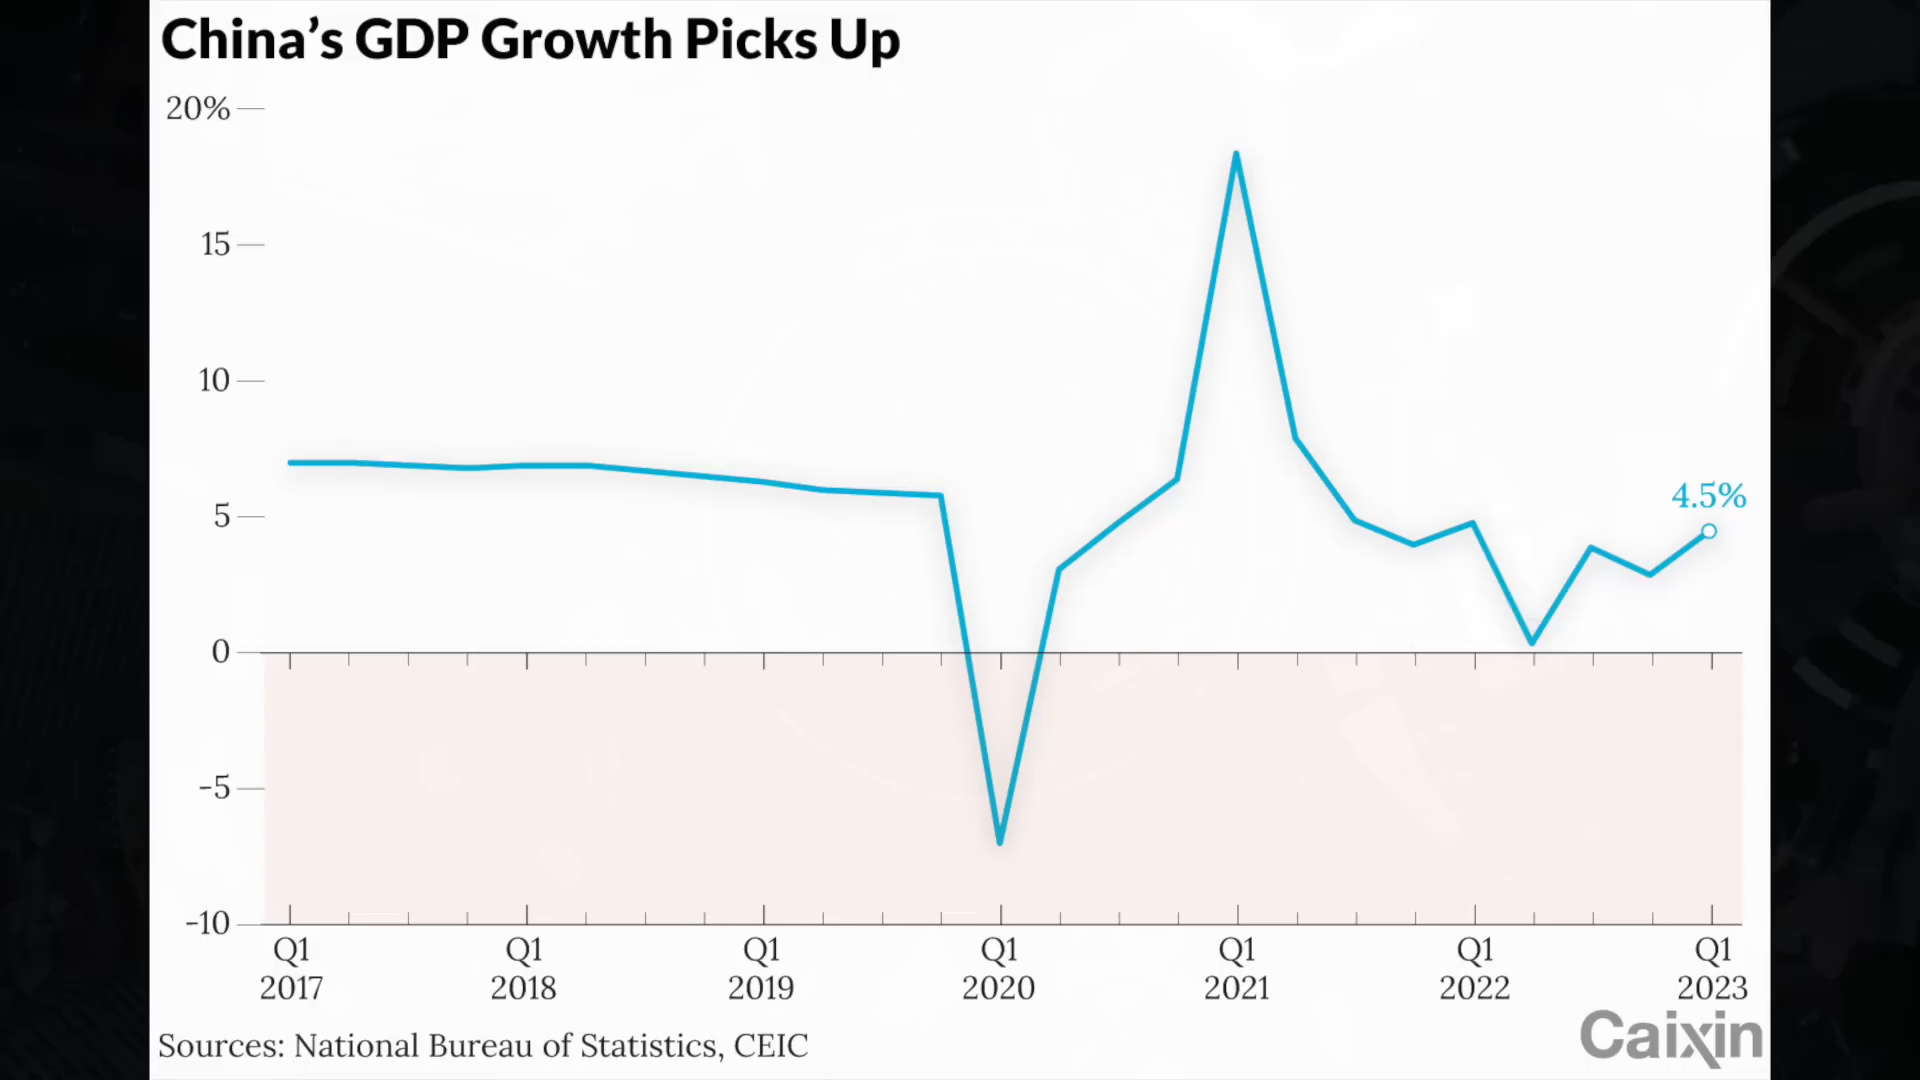 China’s GDP Growth Picks Up
20%
15
10
5
0
-5
-10
4.5%
Q1 Q1 Q1 Q1 Q1 Q1 Q1
2017 2018 2019 2020 2021 2022 2023
Sources: National Bureau of Statistics, CEIC
Caixin